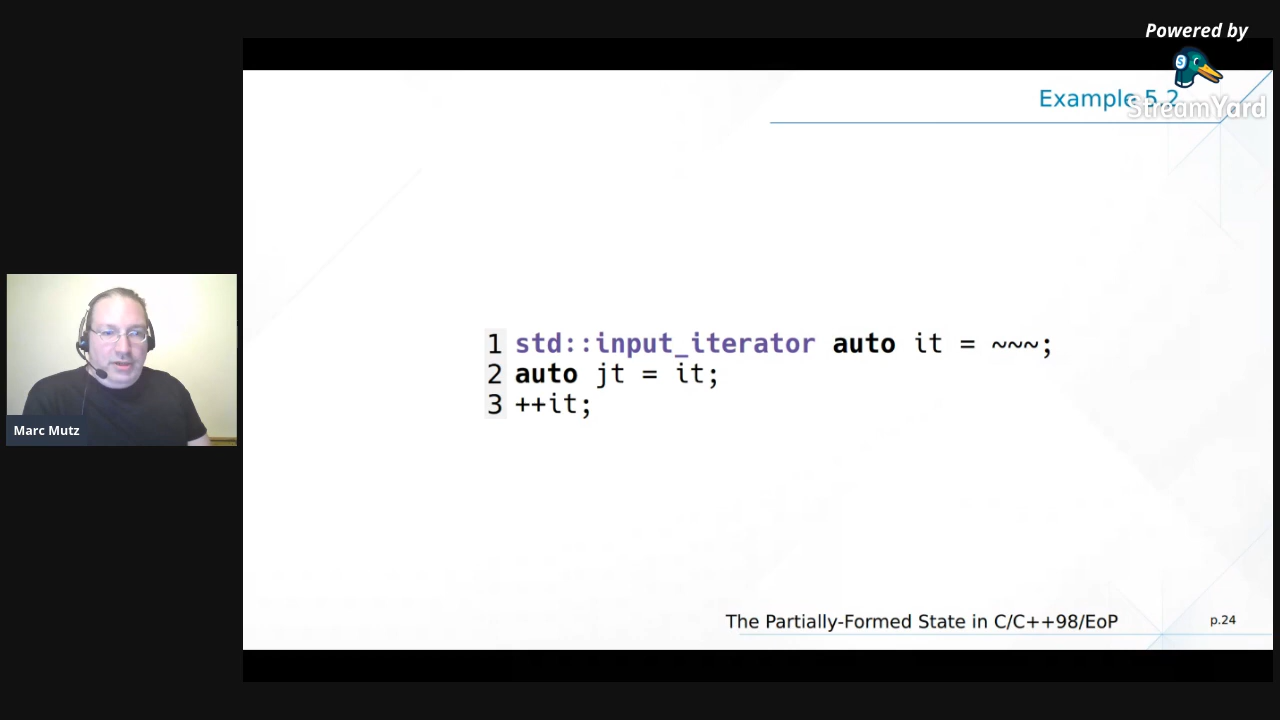 Powered by
StreamYard
Example 5.2
1 std::input_iterator auto it = ~~~;
2 auto jt = it;
3 ++it;
Marc Mutz
The Partially-Formed State in C/C++98/EoP
p.24